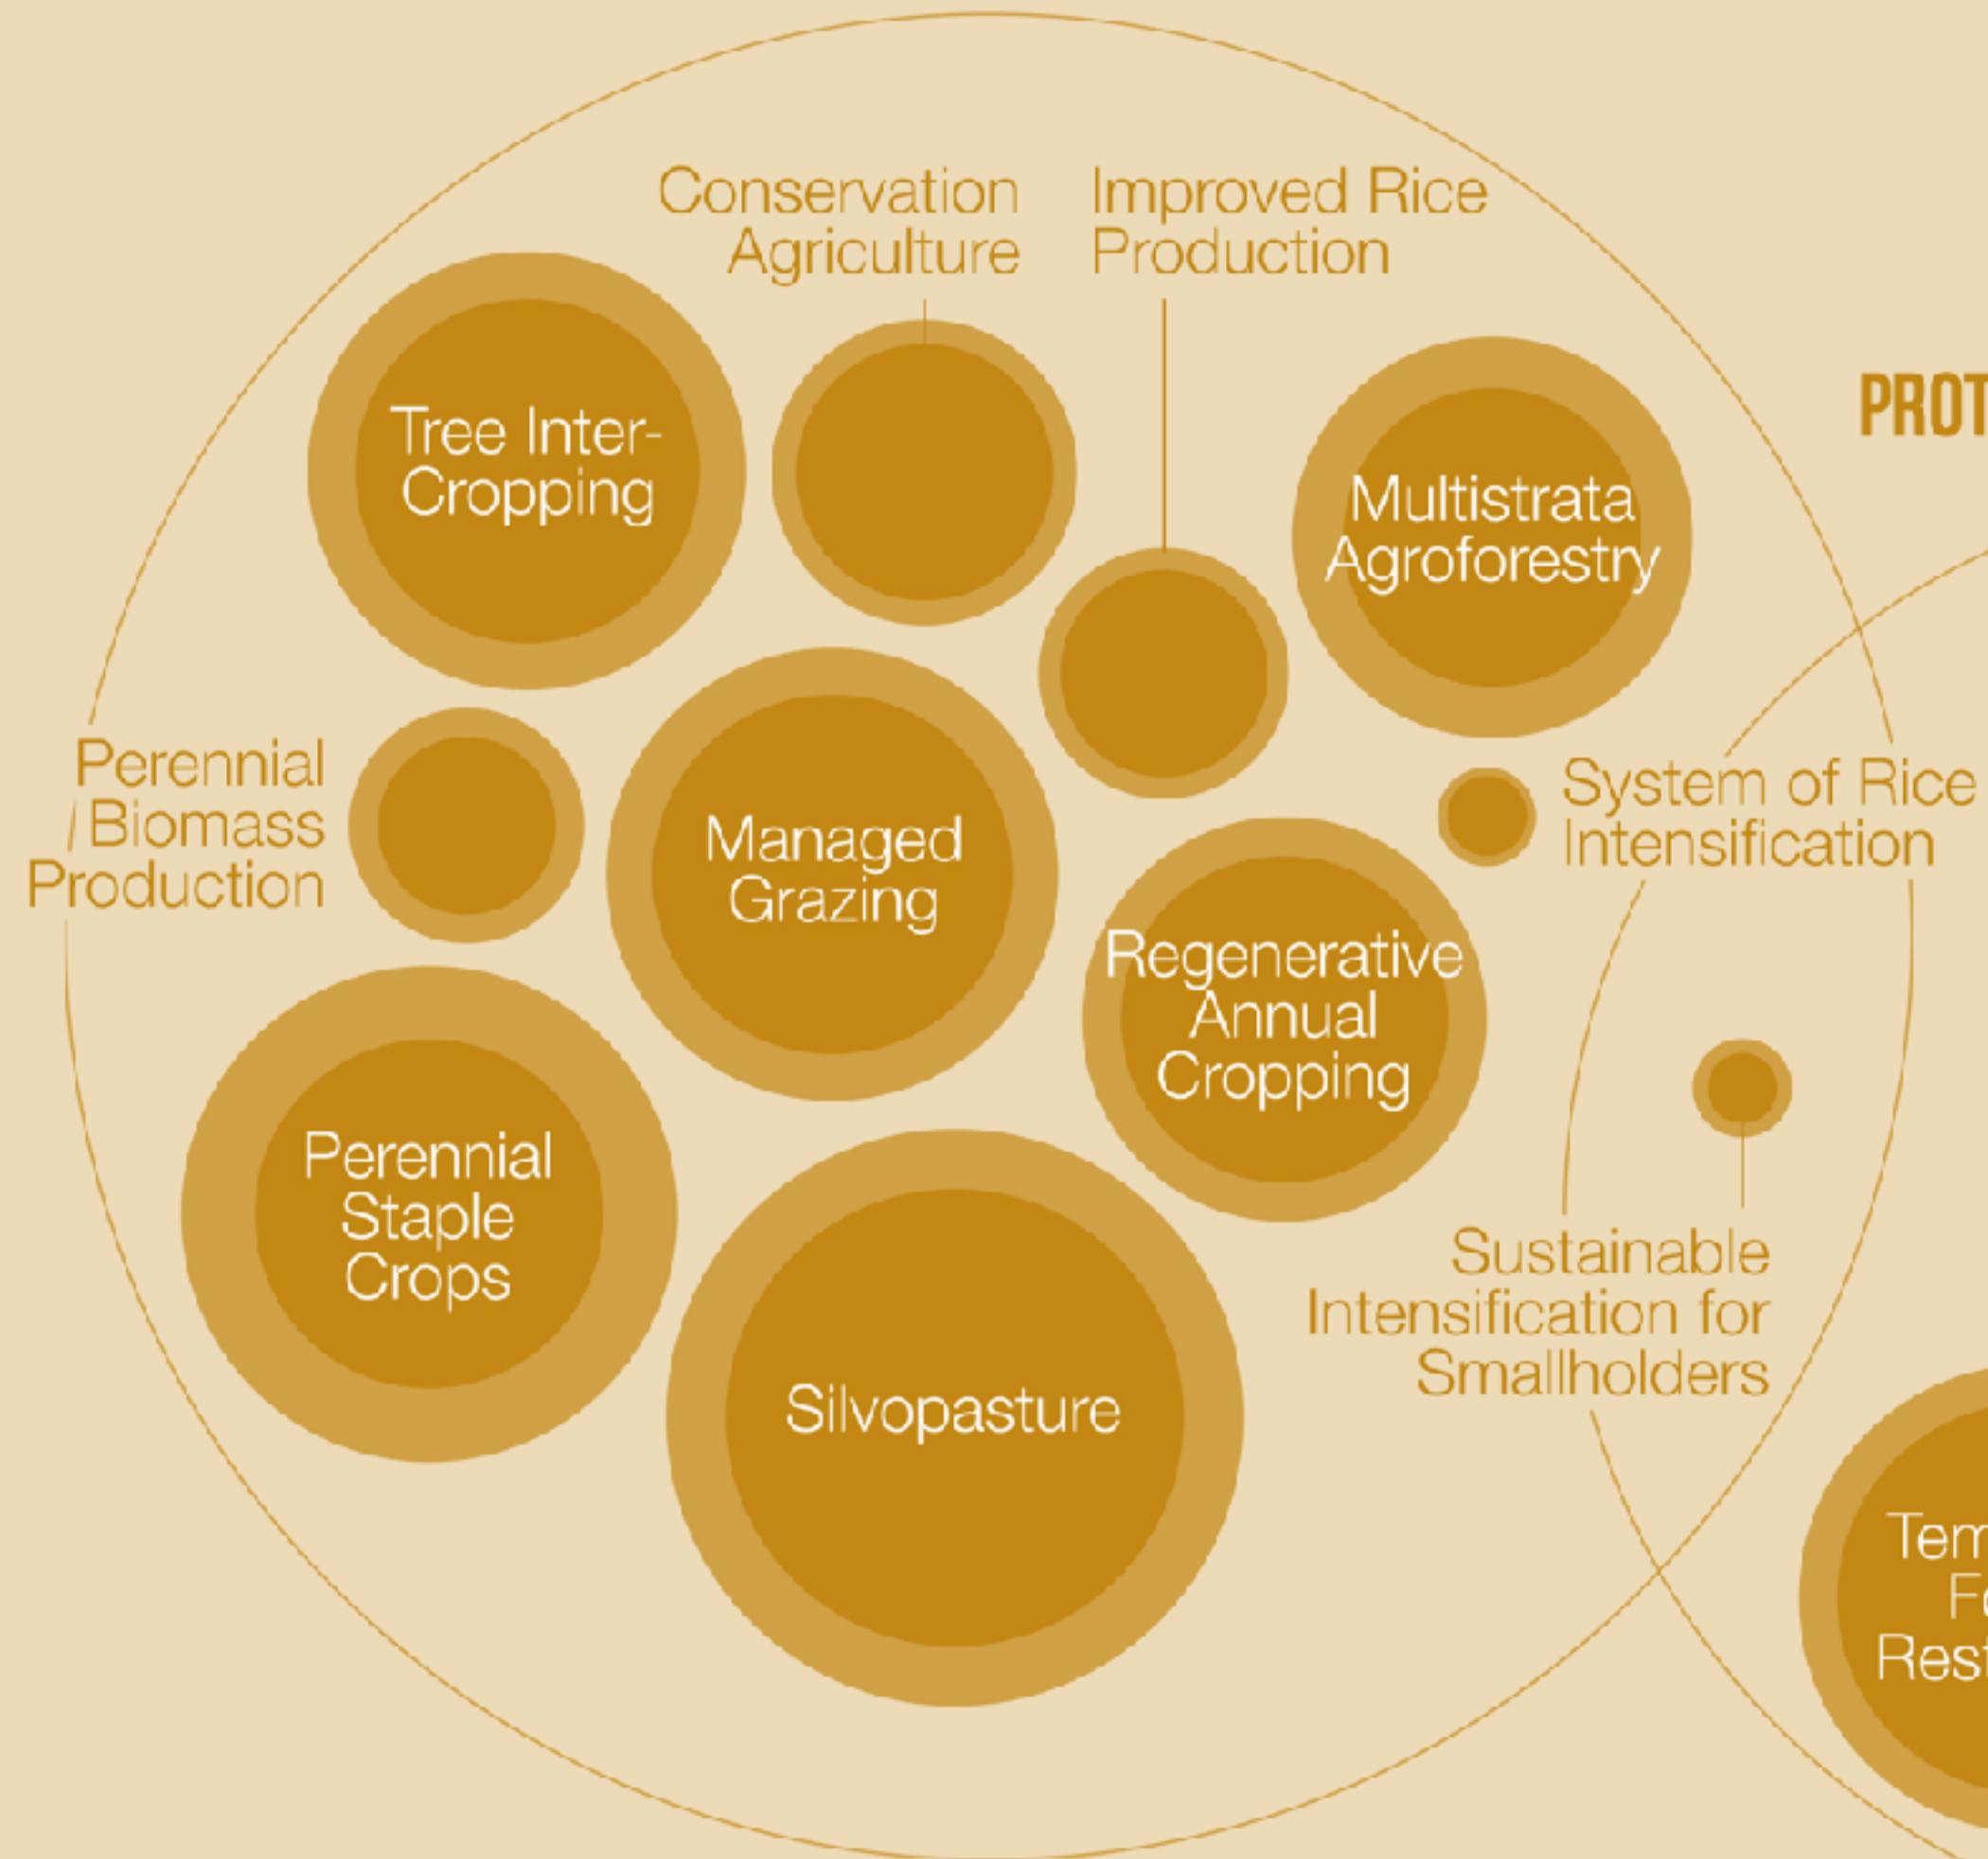 Conservation
Agriculture
Improved Rice
Production
Tree Inter-
Cropping
Multistrata
Agroforestry
PROT
Perennial
Biomass
Production
Managed
Grazing
System of Rice
Intensification
Regenerative
Annual
Cropping
Perennial
Staple
Crops
Sustainable
Intensification for
Smallholders
Silvopasture